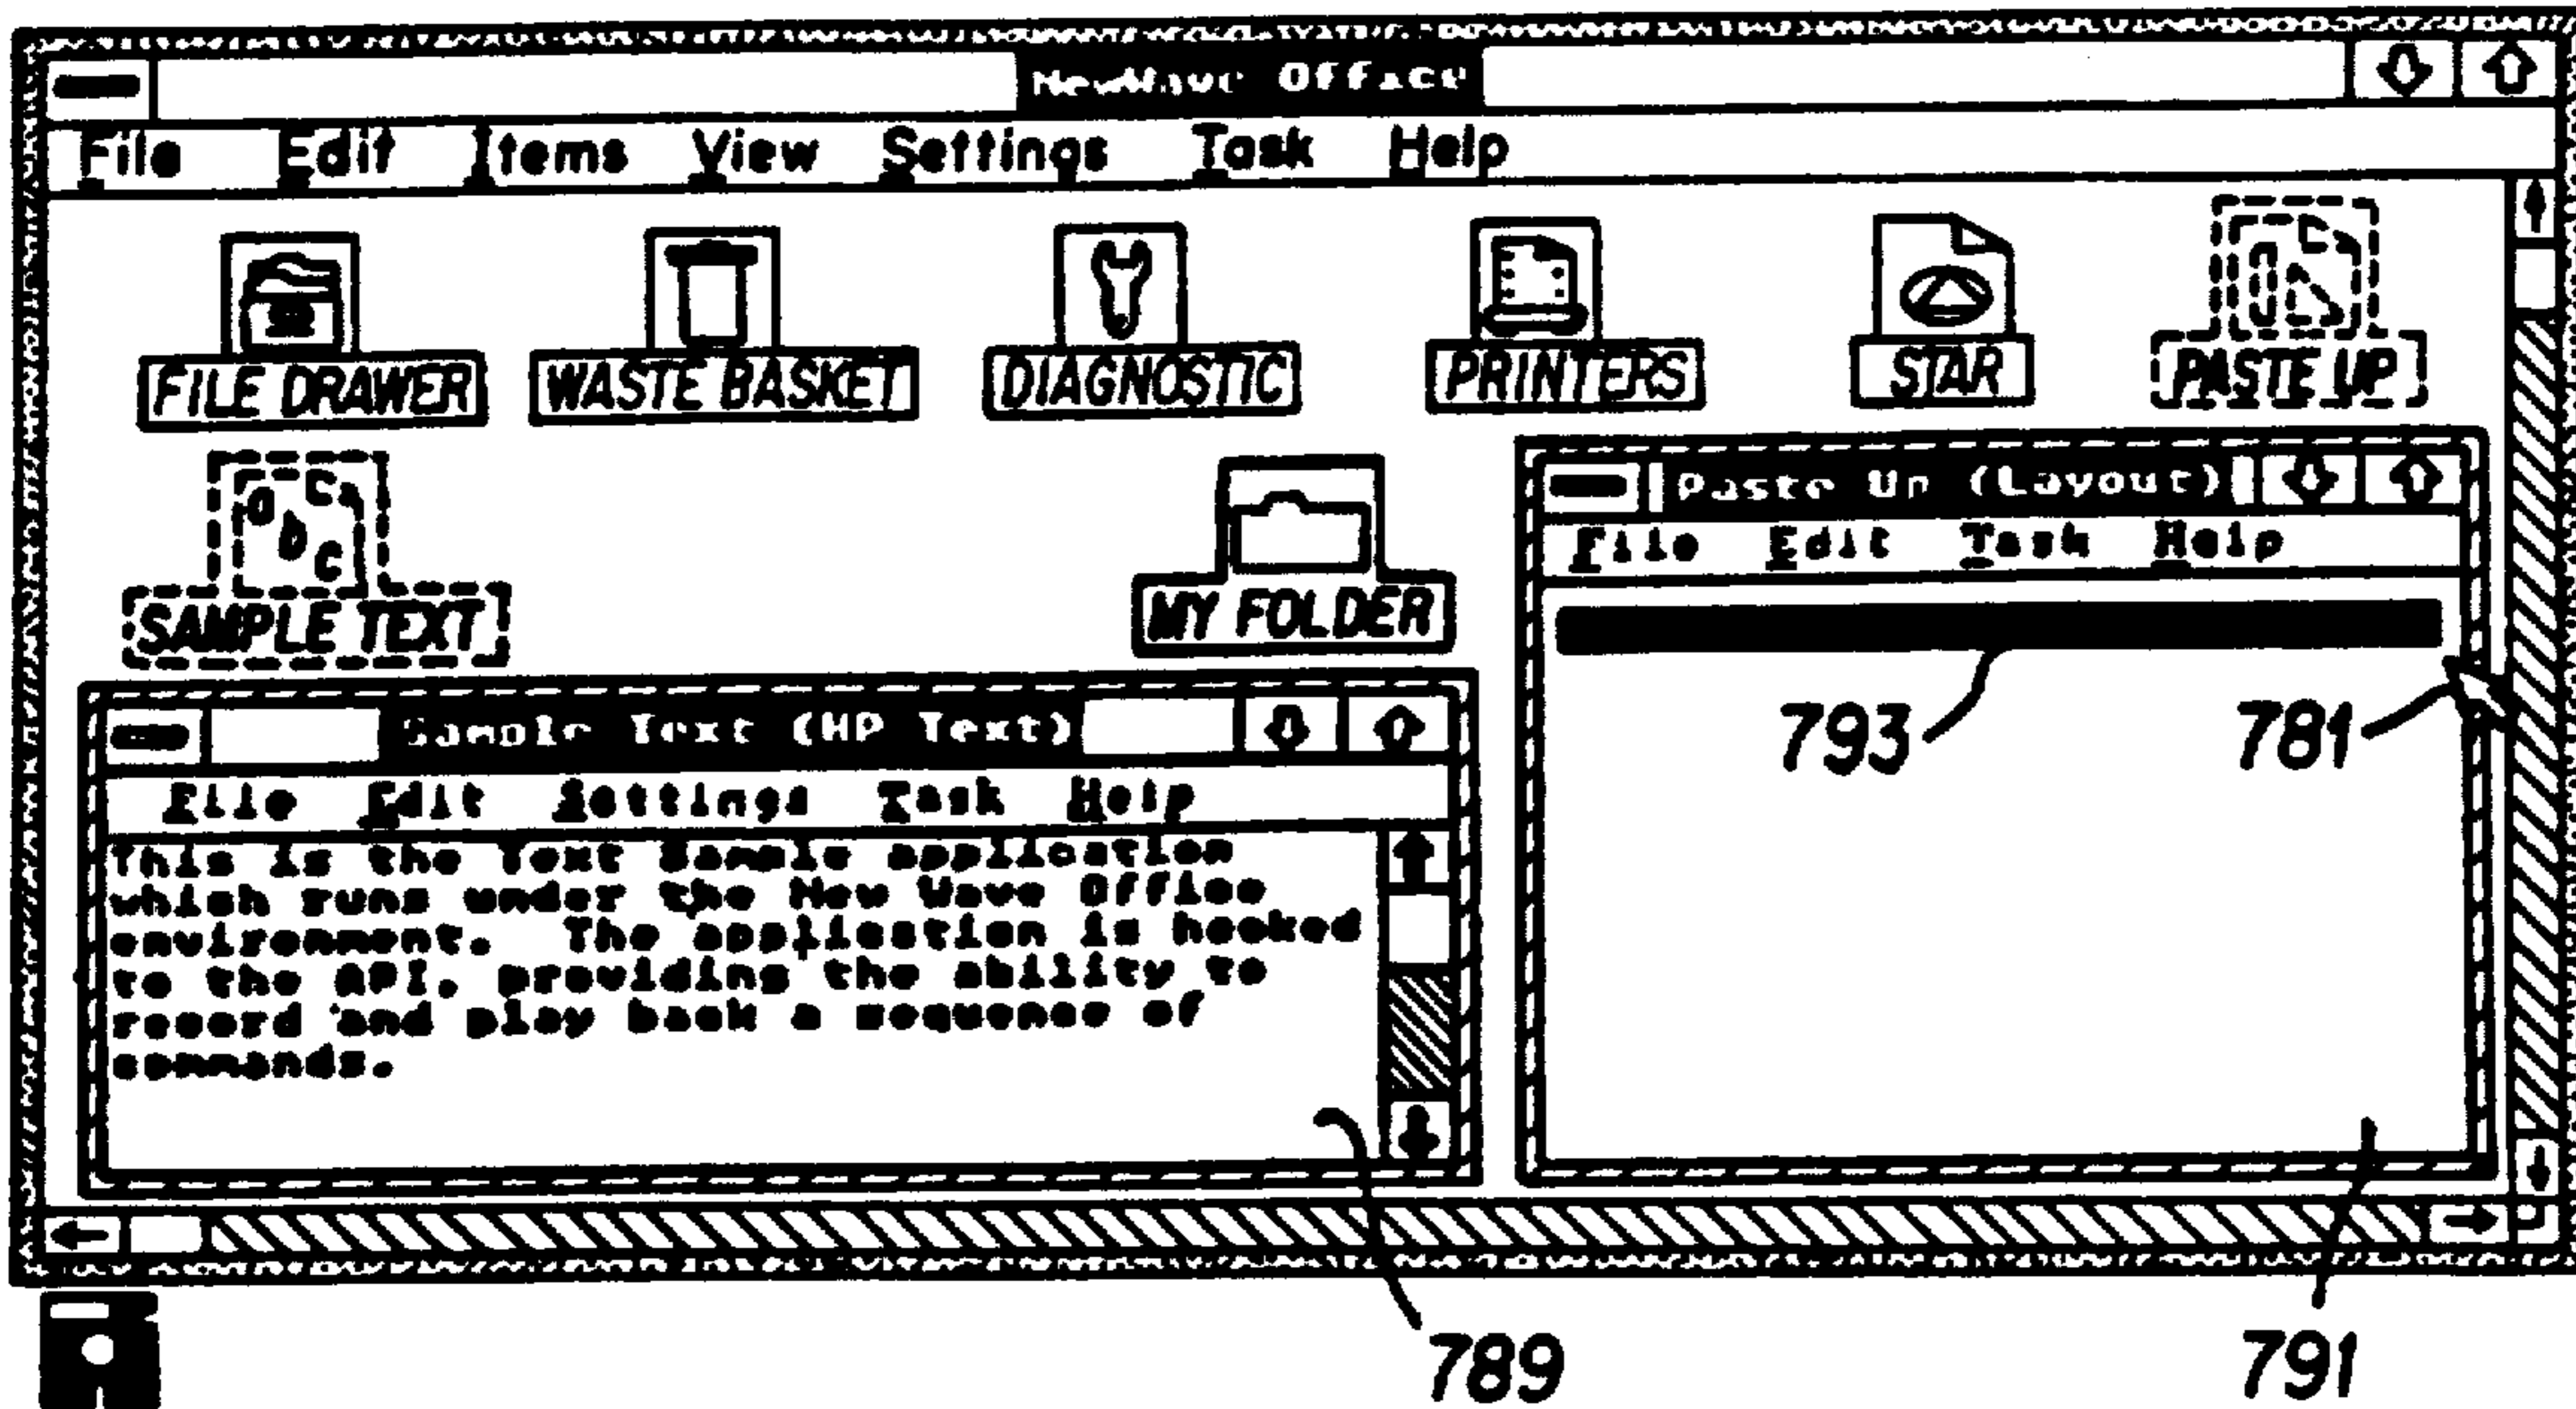 NewWave Office
File Edit Items View Settings Task Help
FILE DRAWER WASTE BASKET DIAGNOSTIC PRINTERS STAR PASTE UP
SAMPLE TEXT MY FOLDER
Paste Up (Layout)
File Edit Task Help
793 781
Sample Text (HP Text)
File Edit Settings Task Help
This is the Text Sample application
which runs under the New Wave Office
environment. The application is hooked
to the API, providing the ability to
record and play back a sequence of
commands.
789 791